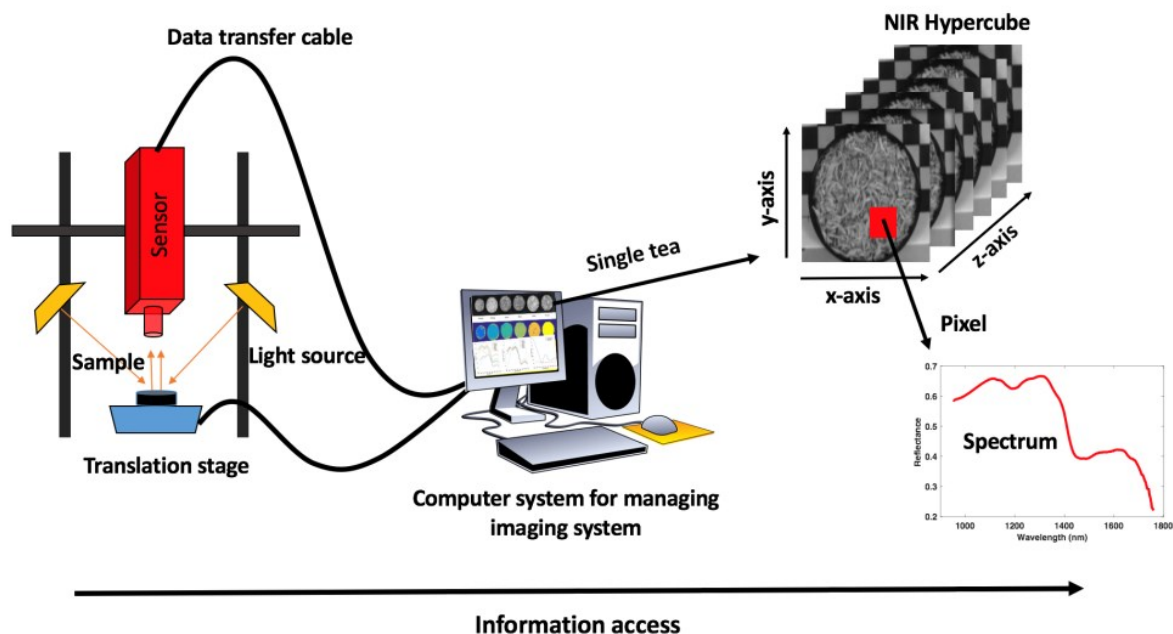 Data transfer cable
NIR Hypercube
Sensor
y-axis
z-axis
x-axis
Single tea
Pixel
Sample
Light source
Translation stage
Computer system for managing
imaging system
Spectrum
Reflectance
0.7
0.6
0.5
0.4
0.3
0.2
1000 1200 1400 1600 1800
Wavelength (nm)
Information access